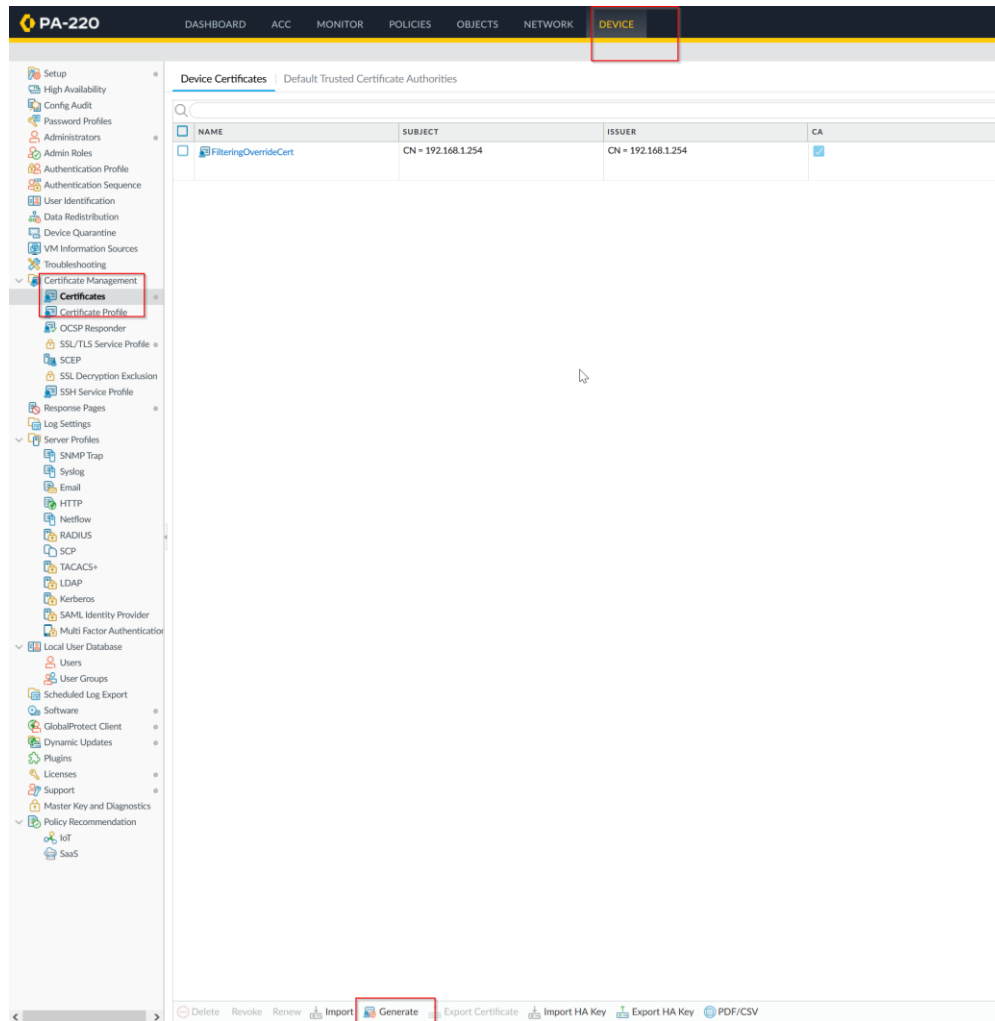 PA-220 DASHBOARD ACC MONITOR POLICIES OBJECTS NETWORK DEVICE
Setup
High Availability
Config Audit
Password Profiles
Administrators
Admin Roles
Authentication Profile
Authentication Sequence
User Identification
Data Redistribution
Device Quarantine
VM Information Sources
Troubleshooting
Certificate Management
Certificates
Certificate Profile
OCSP Responder
SSL/TLS Service Profile
SCEP
SSL Decryption Exclusion
SSH Service Profile
Response Pages
Log Settings
Server Profiles
SNMP Trap
Syslog
Email
HTTP
Netflow
RADIUS
SCP
TACACS+
LDAP
Kerberos
SAML Identity Provider
Multi Factor Authentication
Local User Database
Users
User Groups
Scheduled Log Export
Software
GlobalProtect Client
Dynamic Updates
Plugins
Licenses
Support
Master Key and Diagnostics
Policy Recommendation
IoT
SaaS
Device Certificates Default Trusted Certificate Authorities
NAME SUBJECT ISSUER CA
FilteringOverrideCert CN = 192.168.1.254 CN = 192.168.1.254
Delete Revoke Renew Import Generate Export Certificate Import HA Key Export HA Key PDF/CSV